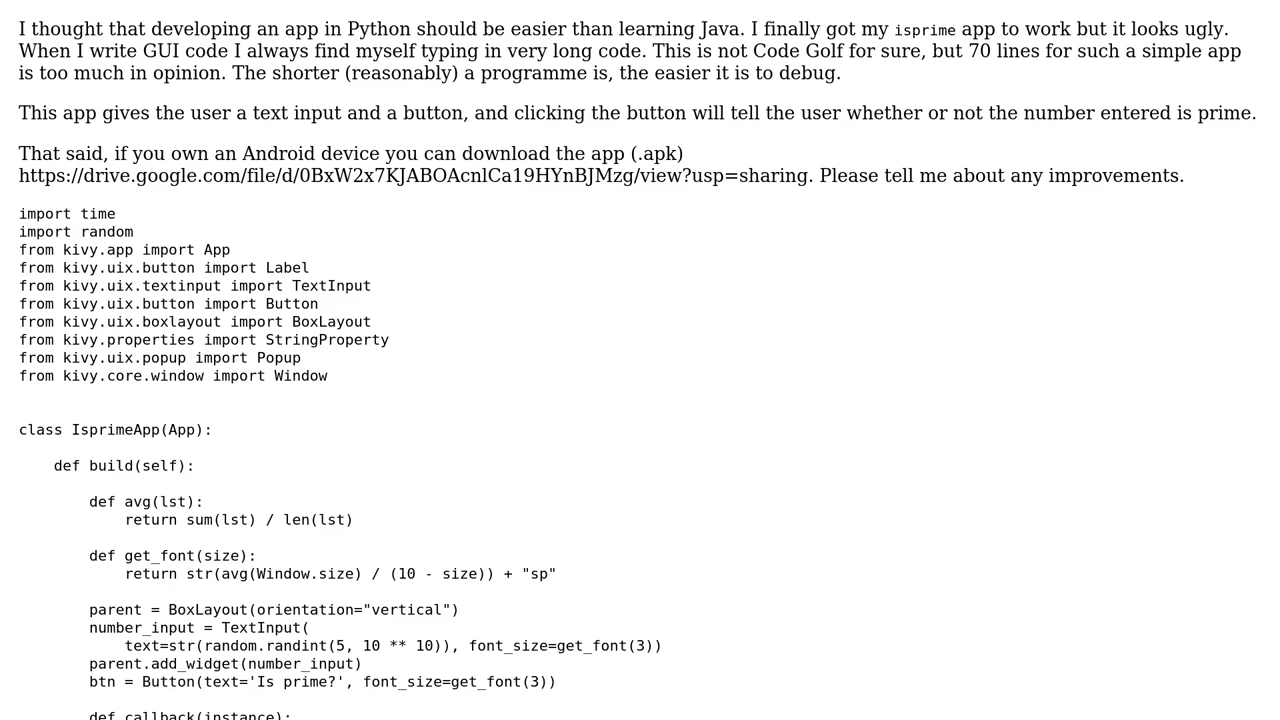 I thought that developing an app in Python should be easier than learning Java. I finally got my isprime app to work but it looks ugly.
When I write GUI code I always find myself typing in very long code. This is not Code Golf for sure, but 70 lines for such a simple app
is too much in opinion. The shorter (reasonably) a programme is, the easier it is to debug.
This app gives the user a text input and a button, and clicking the button will tell the user whether or not the number entered is prime.
That said, if you own an Android device you can download the app (.apk)
https://drive.google.com/file/d/0BxW2x7KJABOAcnlCa19HYnBJMzg/view?usp=sharing. Please tell me about any improvements.
import time
import random
from kivy.app import App
from kivy.uix.button import Label
from kivy.uix.textinput import TextInput
from kivy.uix.button import Button
from kivy.uix.boxlayout import BoxLayout
from kivy.properties import StringProperty
from kivy.uix.popup import Popup
from kivy.core.window import Window
class IsprimeApp(App):
    def build(self):
        def avg(lst):
            return sum(lst) / len(lst)
        def get_font(size):
            return str(avg(Window.size) / (10 - size)) + "sp"
        parent = BoxLayout(orientation="vertical")
        number_input = TextInput(
            text=str(random.randint(5, 10 ** 10)), font_size=get_font(3))
        parent.add_widget(number_input)
        btn = Button(text='Is prime?', font_size=get_font(3))
        def callback(instance):